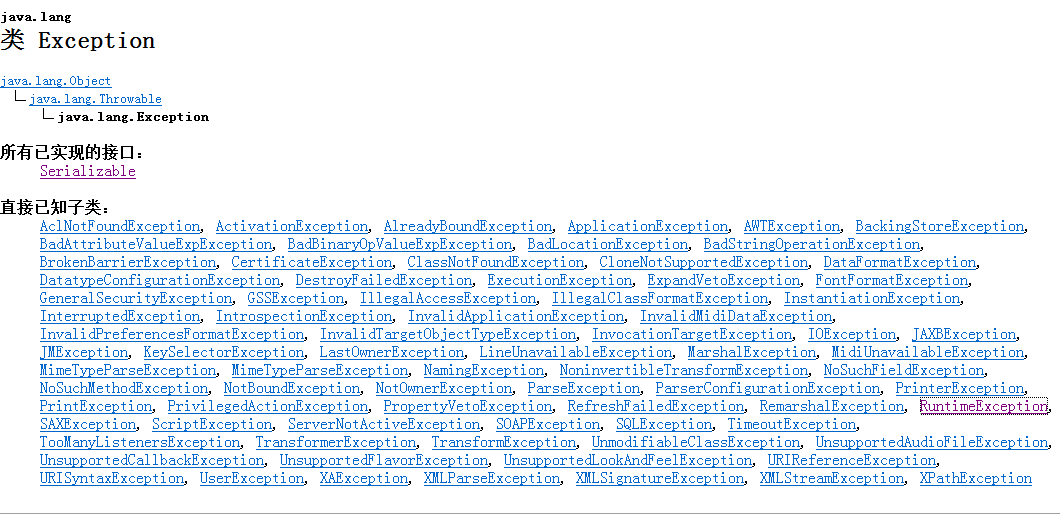 java.lang
类 Exception
java.lang.Object
java.lang.Throwable
java.lang.Exception
所有已实现的接口：
Serializable
直接已知子类：
AclNotFoundException, ActivationException, AlreadyBoundException, ApplicationException, AWTException, BackingStoreException,
BadAttributeValueExpException, BadBinaryOpValueExpException, BadLocationException, BadStringOperationException,
BrokenBarrierException, CertificateException, ClassNotFoundException, CloneNotSupportedException, DataFormatException,
DatatypeConfigurationException, DestroyFailedException, ExecutionException, ExpandVetoException, FontFormatException,
GeneralSecurityException, GSSException, IllegalAccessException, IllegalClassFormatException, InstantiationException,
InterruptedException, IntrospectionException, InvalidApplicationException, InvalidMidiDataException,
InvalidPreferencesFormatException, InvalidTargetObjectTypeException, InvocationTargetException, IOException, JAXBException,
JMException, KeySelectorException, LastOwnerException, LineUnavailableException, MarshalException, MidiUnavailableException,
MimeTypeParseException, MimeTypeParseException, NamingException, NoninvertibleTransformException, NoSuchFieldException,
NoSuchMethodException, NotBoundException, NotOwnerException, ParseException, ParserConfigurationException, PrinterException,
PrintException, PrivilegedActionException, PropertyVetoException, RefreshFailedException, RemarshalException, RuntimeException,
SAXException, ScriptException, ServerNotActiveException, SOAPException, SQLException, TimeoutException,
TooManyListenersException, TransformerException, TransformException, UnmodifiableClassException, UnsupportedAudioFileException,
UnsupportedCallbackException, UnsupportedFlavorException, UnsupportedLookAndFeelException, URIReferenceException,
URISyntaxException, UserException, XAException, XMLParseException, XMLSignatureException, XMLStreamException, XPathException